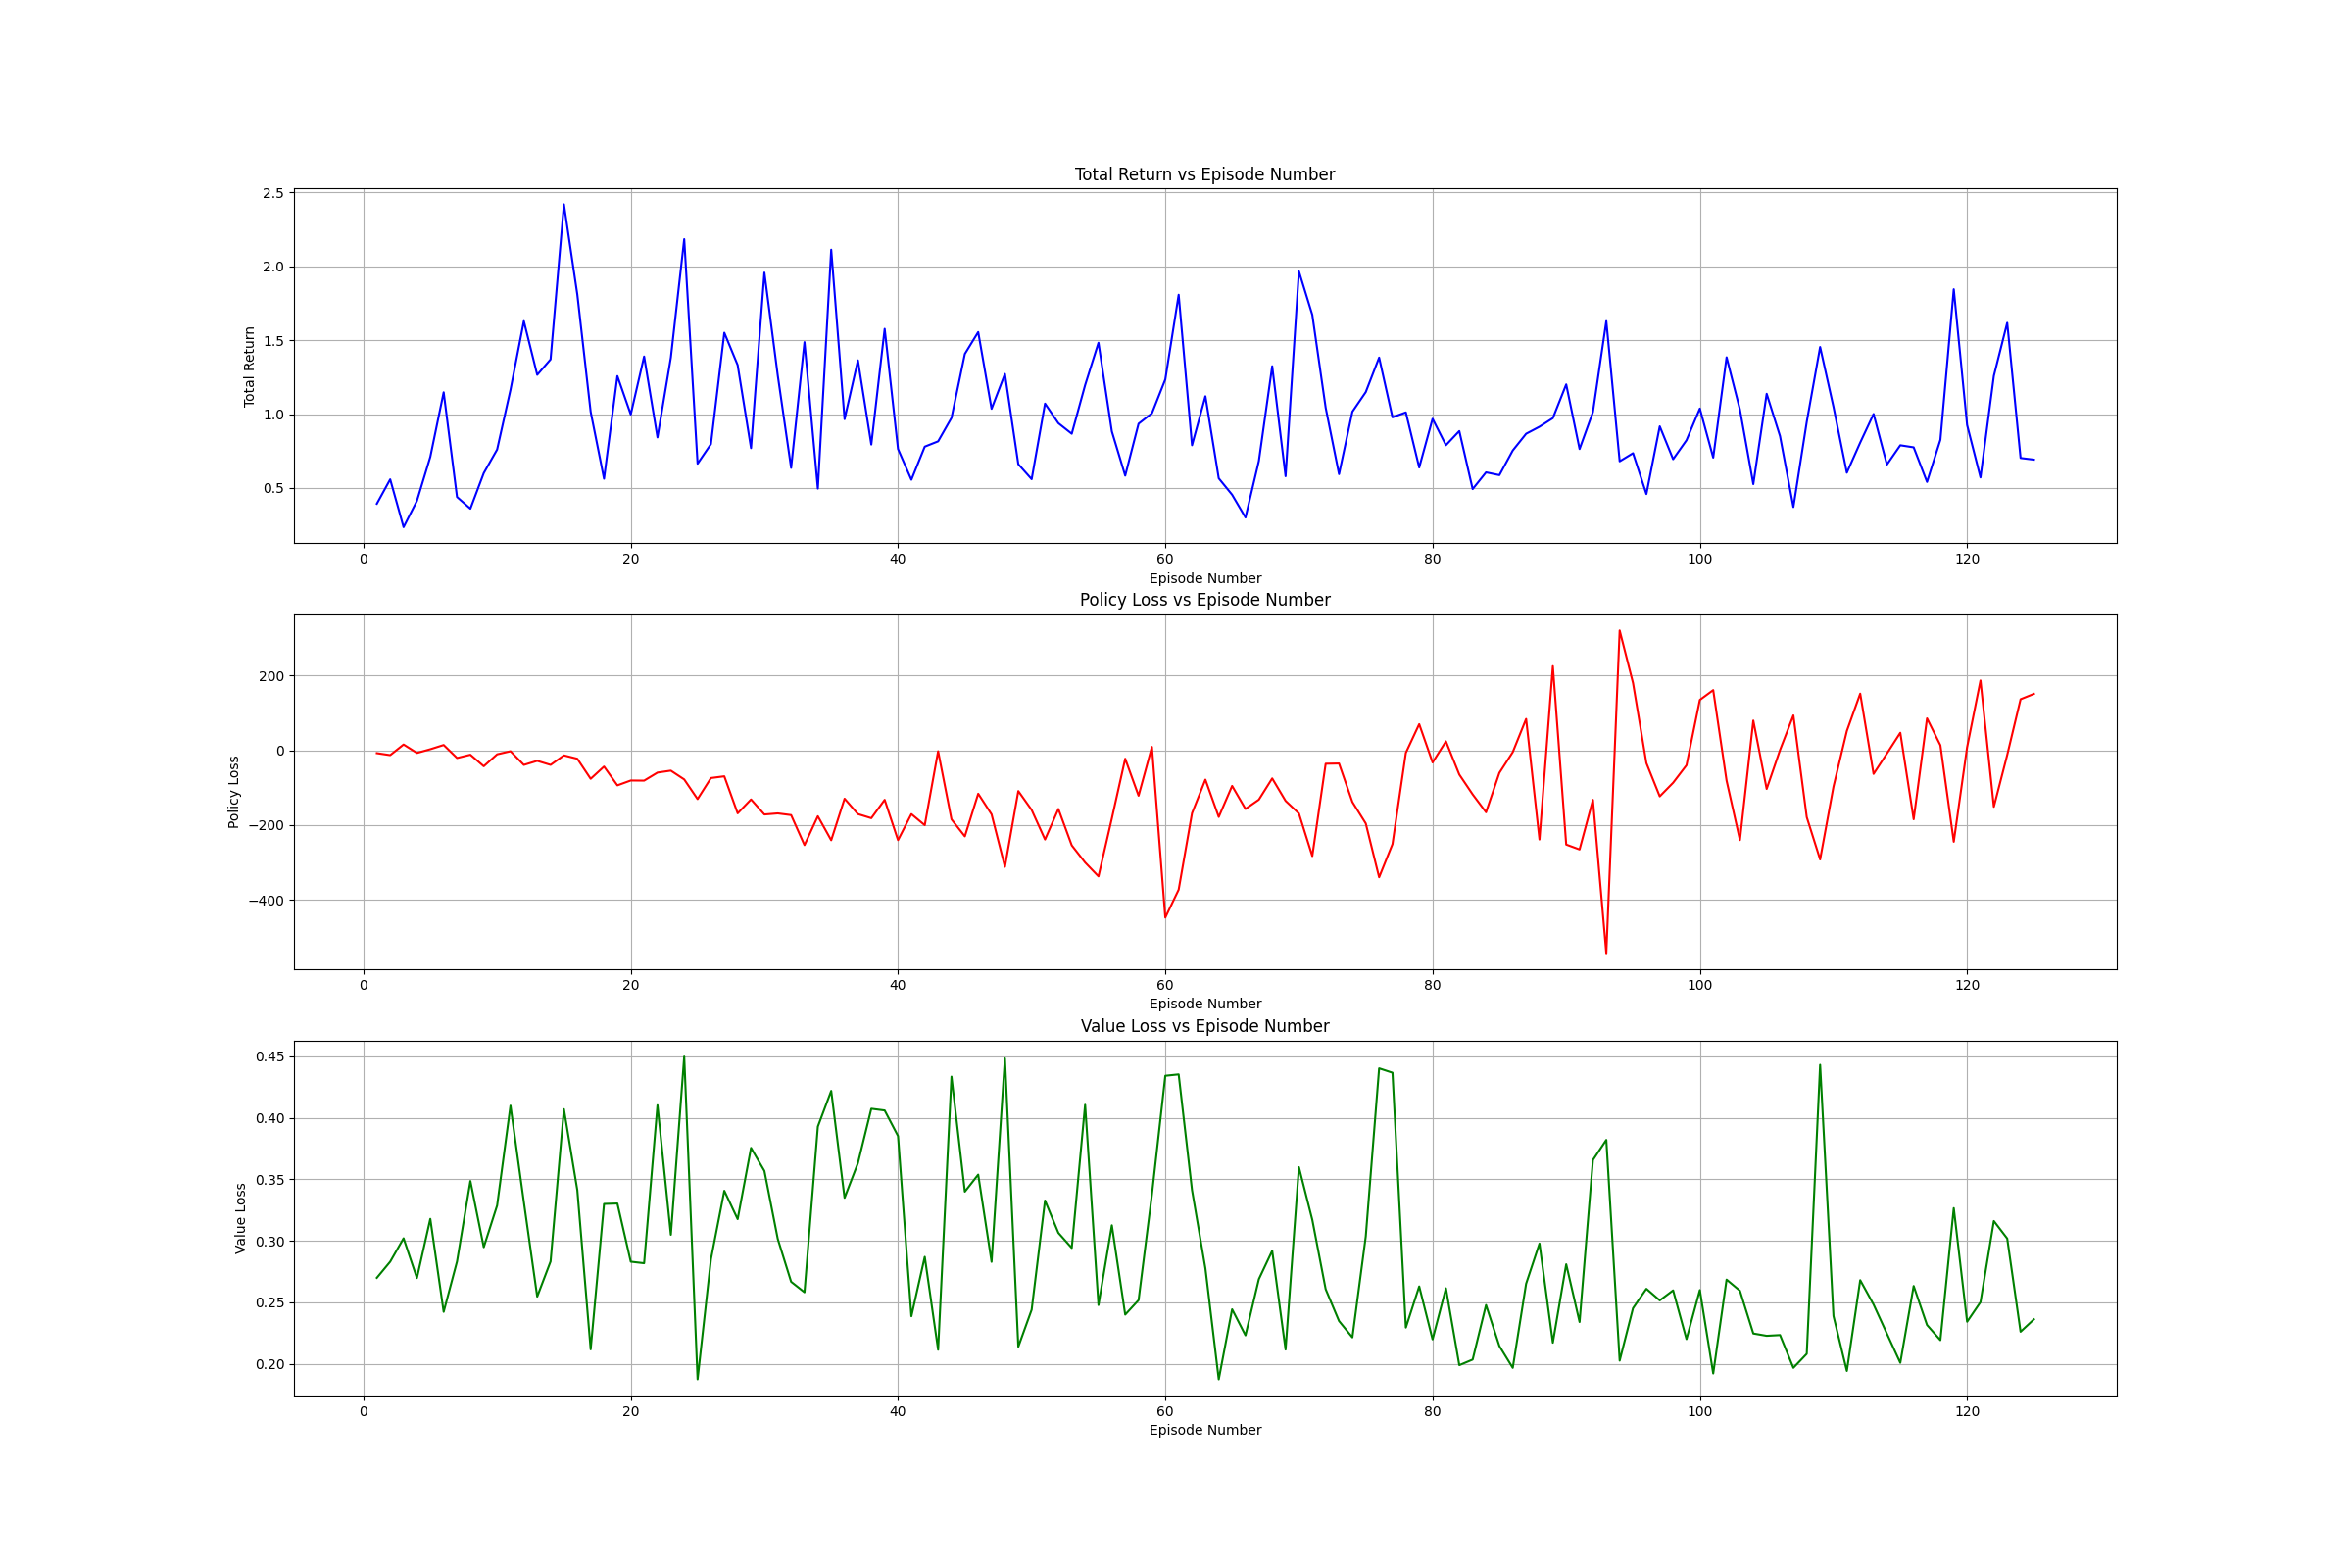 Total Return vs Episode Number
2.5
2.0
1.5
1.0
0.5
Total Return
0 20 40 60 80 100 120
Episode Number
Policy Loss vs Episode Number
200
0
−200
−400
Policy Loss
0 20 40 60 80 100 120
Episode Number
Value Loss vs Episode Number
0.45
0.40
0.35
0.30
0.25
0.20
Value Loss
0 20 40 60 80 100 120
Episode Number